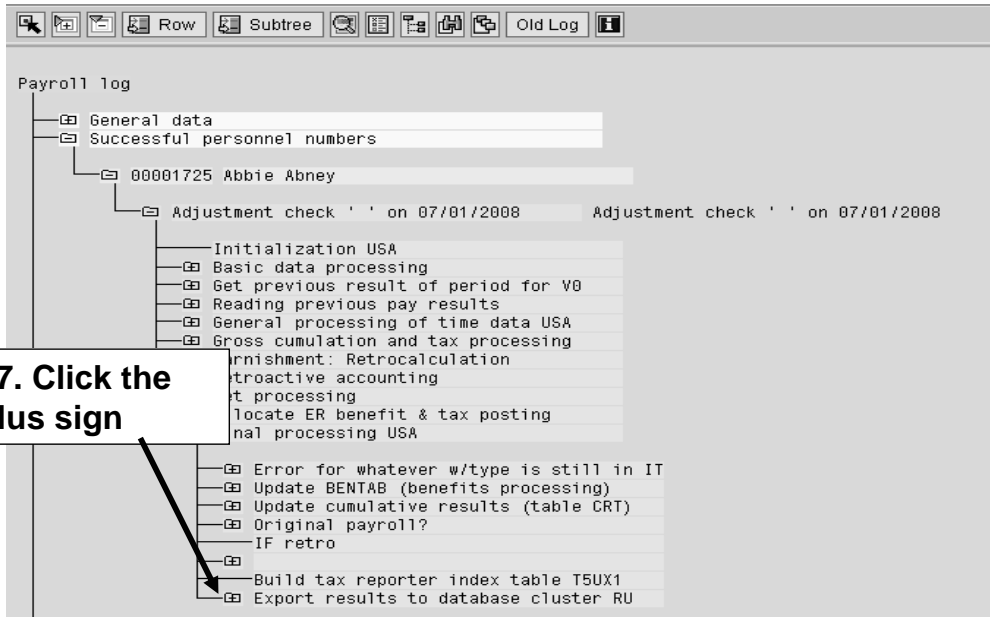 Row Subtree Old Log
Payroll log
General data
Successful personnel numbers
00001725 Abbie Abney
Adjustment check ' ' on 07/01/2008 Adjustment check ' ' on 07/01/2008
Initialization USA
Basic data processing
Get previous result of period for V0
Reading previous pay results
General processing of time data USA
Gross cumulation and tax processing
arnishment: Retrocalculation
etroactive accounting
et processing
locate ER benefit & tax posting
nal processing USA
7. Click the
lus sign
Error for whatever w/type is still in IT
Update BENTAB (benefits processing)
Update cumulative results (table CRT)
Original payroll?
IF retro
Build tax reporter index table T5UX1
Export results to database cluster RU